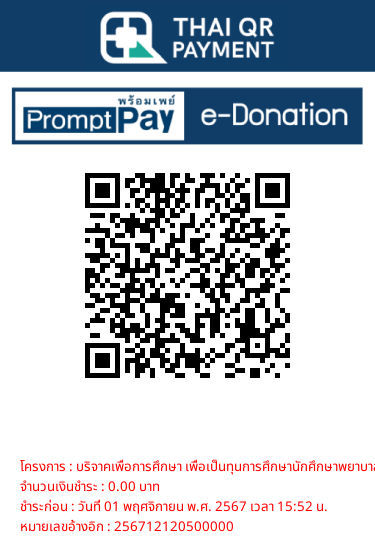 THAI QR
PAYMENT
พร้อมเพย์
PromptPay
e-Donation
โครงการ : บริจาคเพื่อการศึกษา เพื่อเป็นทุนการศึกษานักศึกษาพยาบาล
จำนวนเงินชำระ : 0.00 บาท
ชำระก่อน : วันที่ 01 พฤศจิกายน พ.ศ. 2567 เวลา 15:52 น.
หมายเลขอ้างอิก : 256712120500000